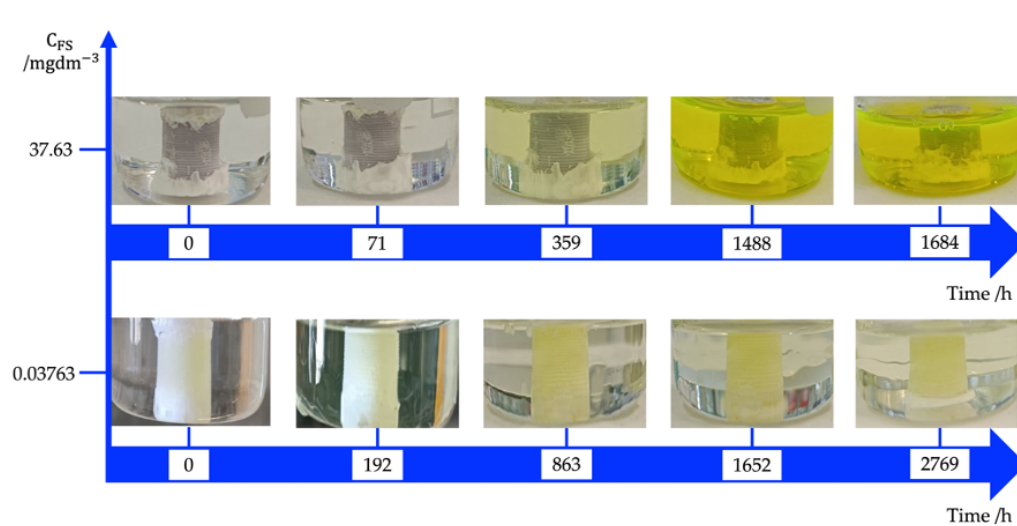 C_FS
/mgdm⁻³
37.63
0 71 359 1488 1684
Time /h
0.03763
0 192 863 1652 2769
Time /h